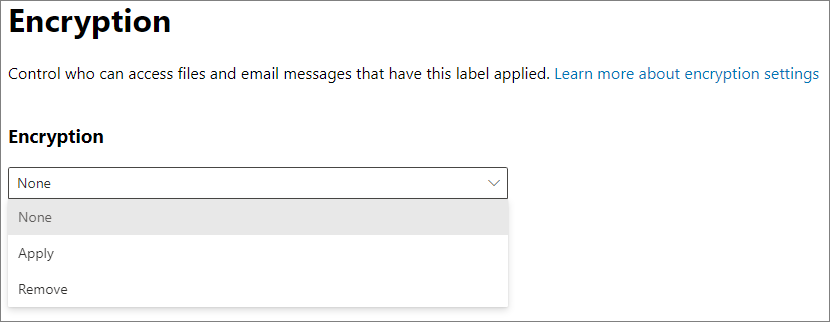 Encryption
Control who can access files and email messages that have this label applied. Learn more about encryption settings
Encryption
None
None
Apply
Remove